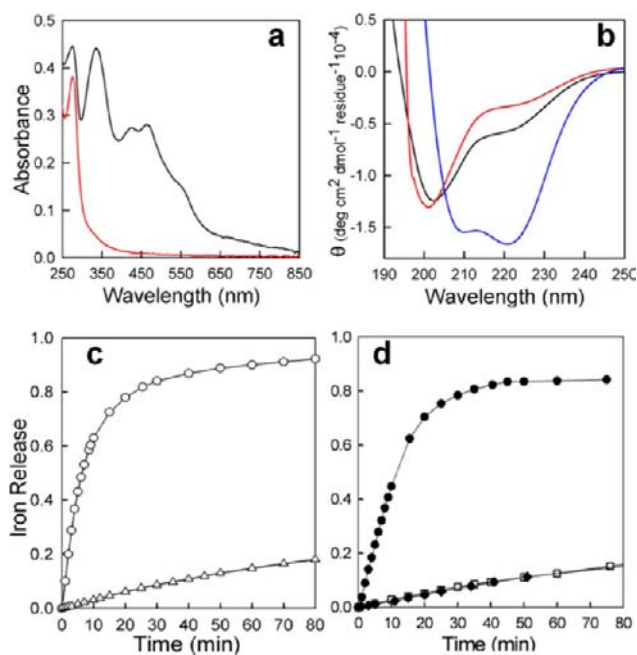 a
0.5
0.4
0.3
0.2
0.1
0.0
Absorbance
250 350 450 550 650 750 850
Wavelength (nm)
b
0.0
-0.5
-1.0
-1.5
θ (deg cm² dmol⁻¹ residue⁻¹10⁻⁴)
190 200 210 220 230 240 250
Wavelength (nm)
c
1.0
0.8
0.6
0.4
0.2
0.0
Iron Release
0 10 20 30 40 50 60 70 80
Time (min)
d
1.0
0.8
0.6
0.4
0.2
0.0
0 10 20 30 40 50 60 70 80
Time (min)